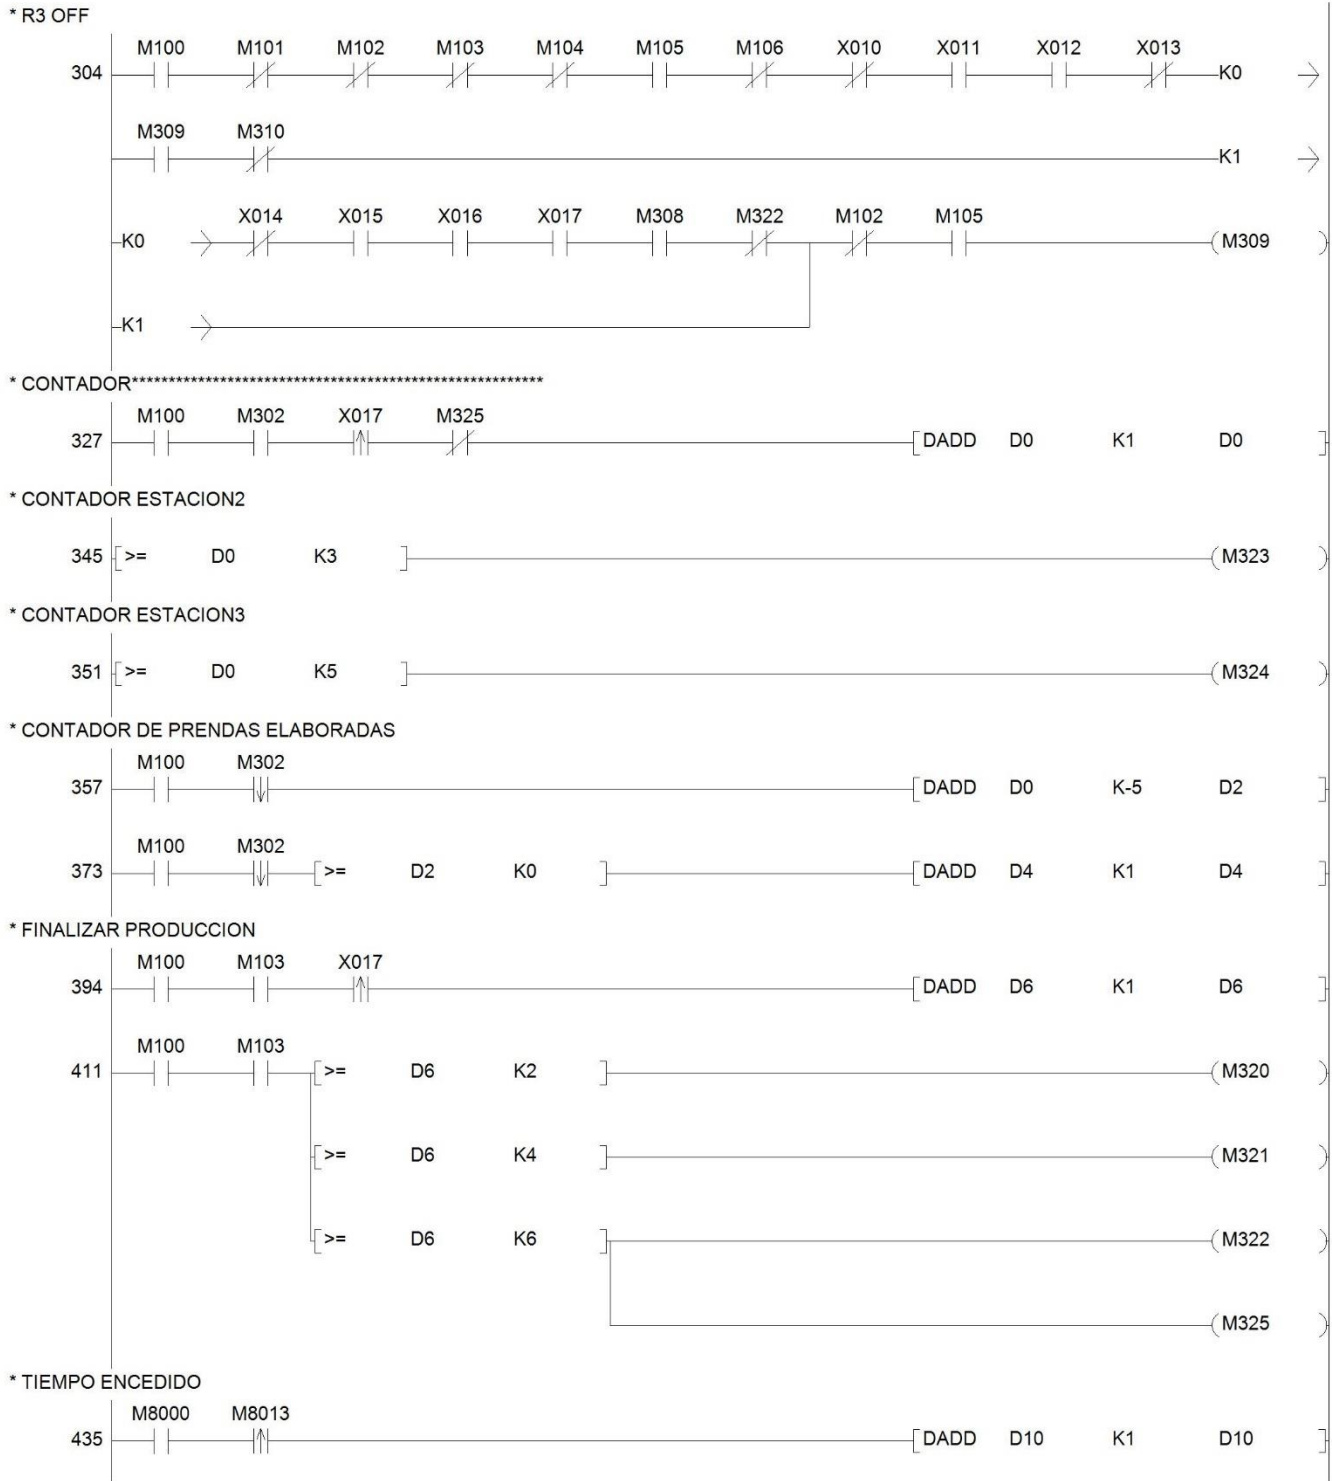 * R3 OFF
M100 M101 M102 M103 M104 M105 M106 X010 X011 X012 X013
304 K0
M309 M310
K1
X014 X015 X016 X017 M308 M322 M102 M105
K0 M309
K1
* CONTADOR********************************************************
M100 M302 X017 M325
327 DADD D0 K1 D0
* CONTADOR ESTACION2
345 >= D0 K3 M323
* CONTADOR ESTACION3
351 >= D0 K5 M324
* CONTADOR DE PRENDAS ELABORADAS
M100 M302
357 DADD D0 K-5 D2
M100 M302
373 >= D2 K0 DADD D4 K1 D4
* FINALIZAR PRODUCCION
M100 M103 X017
394 DADD D6 K1 D6
M100 M103
411 >= D6 K2 M320
>= D6 K4 M321
>= D6 K6 M322
M325
* TIEMPO ENCEDIDO
M8000 M8013
435 DADD D10 K1 D10